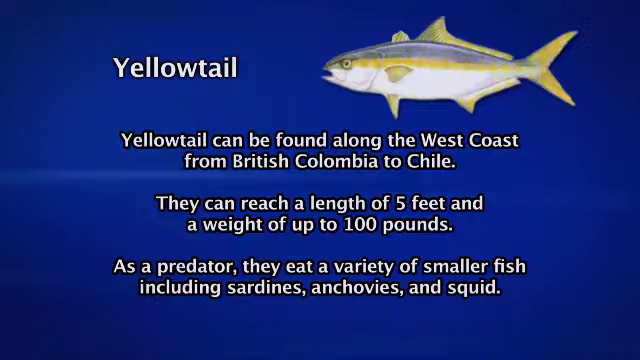 Yellowtail
Yellowtail can be found along the West Coast
from British Colombia to Chile.
They can reach a length of 5 feet and
a weight of up to 100 pounds.
As a predator, they eat a variety of smaller fish
including sardines, anchovies, and squid.